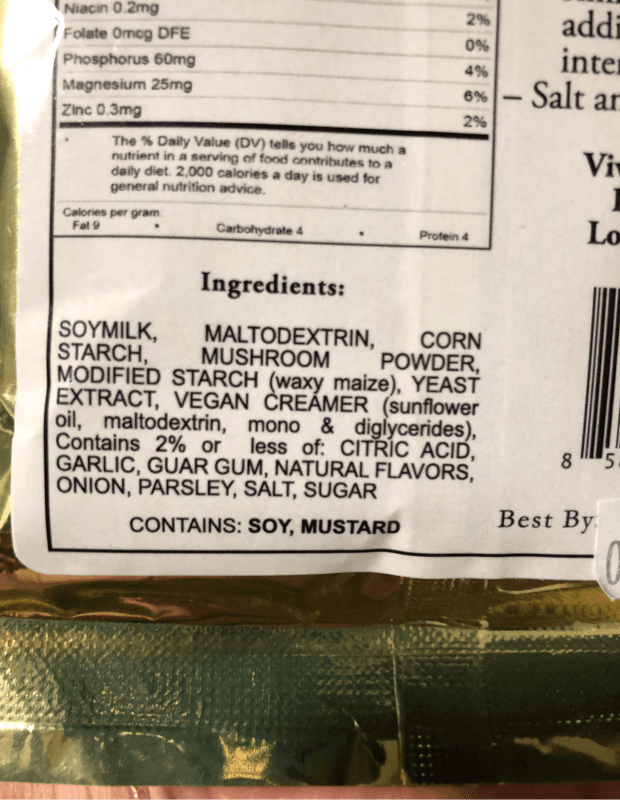 Niacin 0.2mg 2%
Folate 0mcg DFE 0%
Phosphorus 60mg 4%
Magnesium 25mg 6%
Zinc 0.3mg 2%
The % Daily Value (DV) tells you how much a
nutrient in a serving of food contributes to a
daily diet. 2,000 calories a day is used for
general nutrition advice.
Calories per gram:
Fat 9 • Carbohydrate 4 • Protein 4
Ingredients:
SOYMILK, MALTODEXTRIN, CORN
STARCH, MUSHROOM POWDER,
MODIFIED STARCH (waxy maize), YEAST
EXTRACT, VEGAN CREAMER (sunflower
oil, maltodextrin, mono & diglycerides),
Contains 2% or less of: CITRIC ACID,
GARLIC, GUAR GUM, NATURAL FLAVORS,
ONION, PARSLEY, SALT, SUGAR
CONTAINS: SOY, MUSTARD
– Salt
Lo
8
Best By: